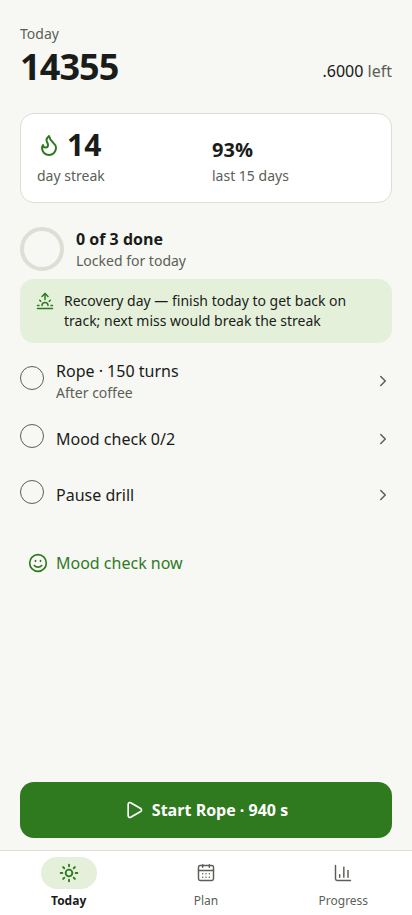 Today
14355
.6000 left
14
day streak
93%
last 15 days
0 of 3 done
Locked for today
Recovery day — finish today to get back on
track; next miss would break the streak
Rope · 150 turns
After coffee
Mood check 0/2
Pause drill
Mood check now
Start Rope · 940 s
Today
Plan
Progress